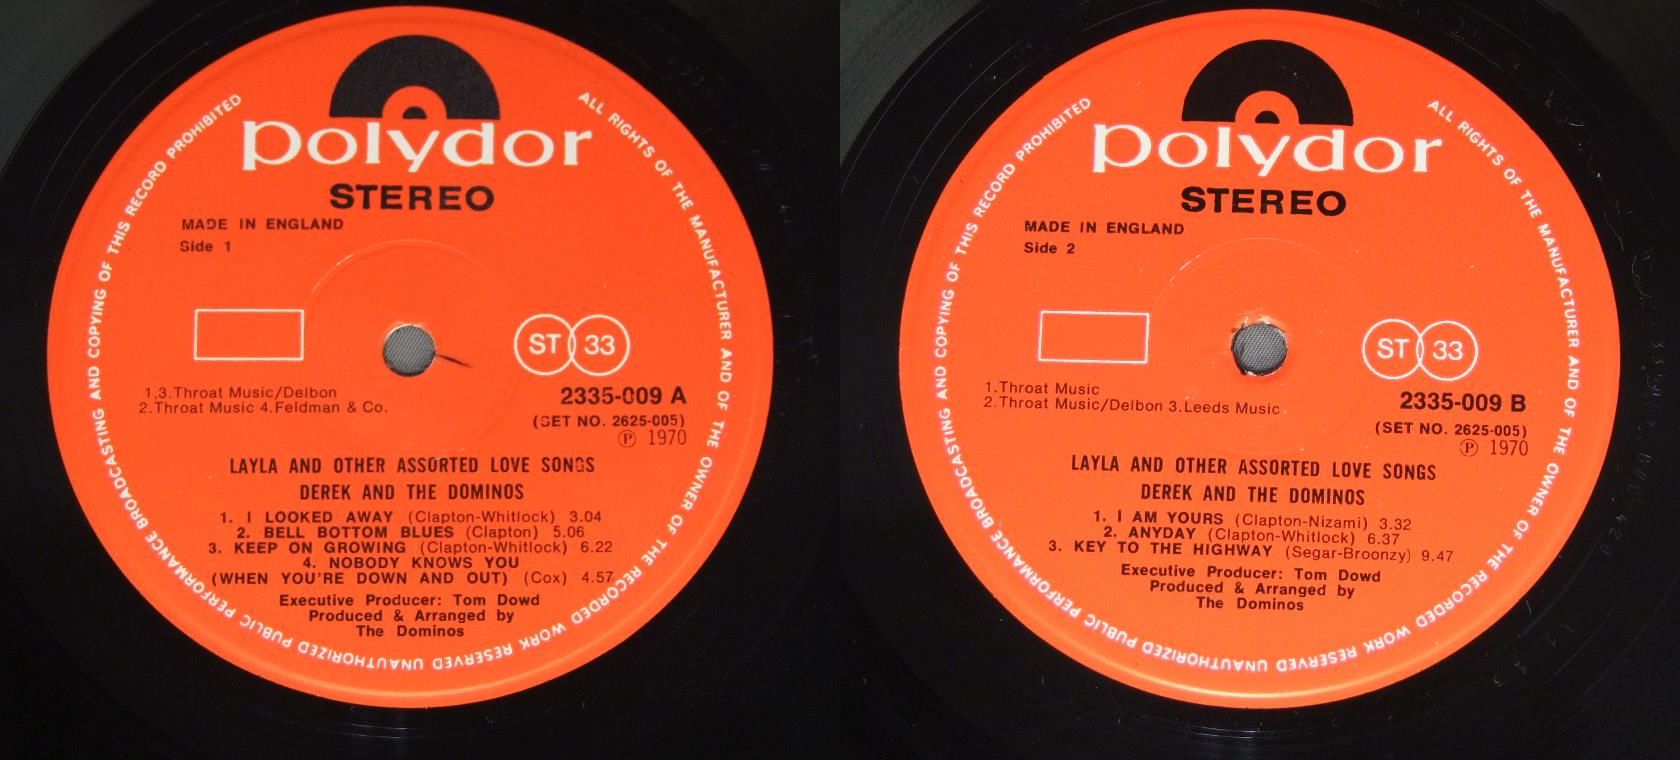 polydor
STEREO
MADE IN ENGLAND
Side 1
ST 33
1,3.Throat Music/Delbon
2.Throat Music 4.Feldman & Co.
2335-009 A
(SET NO. 2625-005)
Ⓟ 1970
LAYLA AND OTHER ASSORTED LOVE SONGS
DEREK AND THE DOMINOS
1. I LOOKED AWAY (Clapton-Whitlock) 3.04
2. BELL BOTTOM BLUES (Clapton) 5.06
3. KEEP ON GROWING (Clapton-Whitlock) 6.22
4. NOBODY KNOWS YOU
(WHEN YOU'RE DOWN AND OUT) (Cox) 4.57
Executive Producer: Tom Dowd
Produced & Arranged by
The Dominos
ALL RIGHTS OF THE MANUFACTURER AND OF THE OWNER OF THE RECORDED WORK RESERVED UNAUTHORIZED PUBLIC PERFORMANCE BROADCASTING AND COPYING OF THIS RECORD PROHIBITED
polydor
STEREO
MADE IN ENGLAND
Side 2
ST 33
1.Throat Music
2.Throat Music/Delbon 3.Leeds Music
2335-009 B
(SET NO. 2625-005)
Ⓟ 1970
LAYLA AND OTHER ASSORTED LOVE SONGS
DEREK AND THE DOMINOS
1. I AM YOURS (Clapton-Nizami) 3.32
2. ANYDAY (Clapton-Whitlock) 6.37
3. KEY TO THE HIGHWAY (Segar-Broonzy) 9.47
Executive Producer: Tom Dowd
Produced & Arranged by
The Dominos
ALL RIGHTS OF THE MANUFACTURER AND OF THE OWNER OF THE RECORDED WORK RESERVED UNAUTHORIZED PUBLIC PERFORMANCE BROADCASTING AND COPYING OF THIS RECORD PROHIBITED